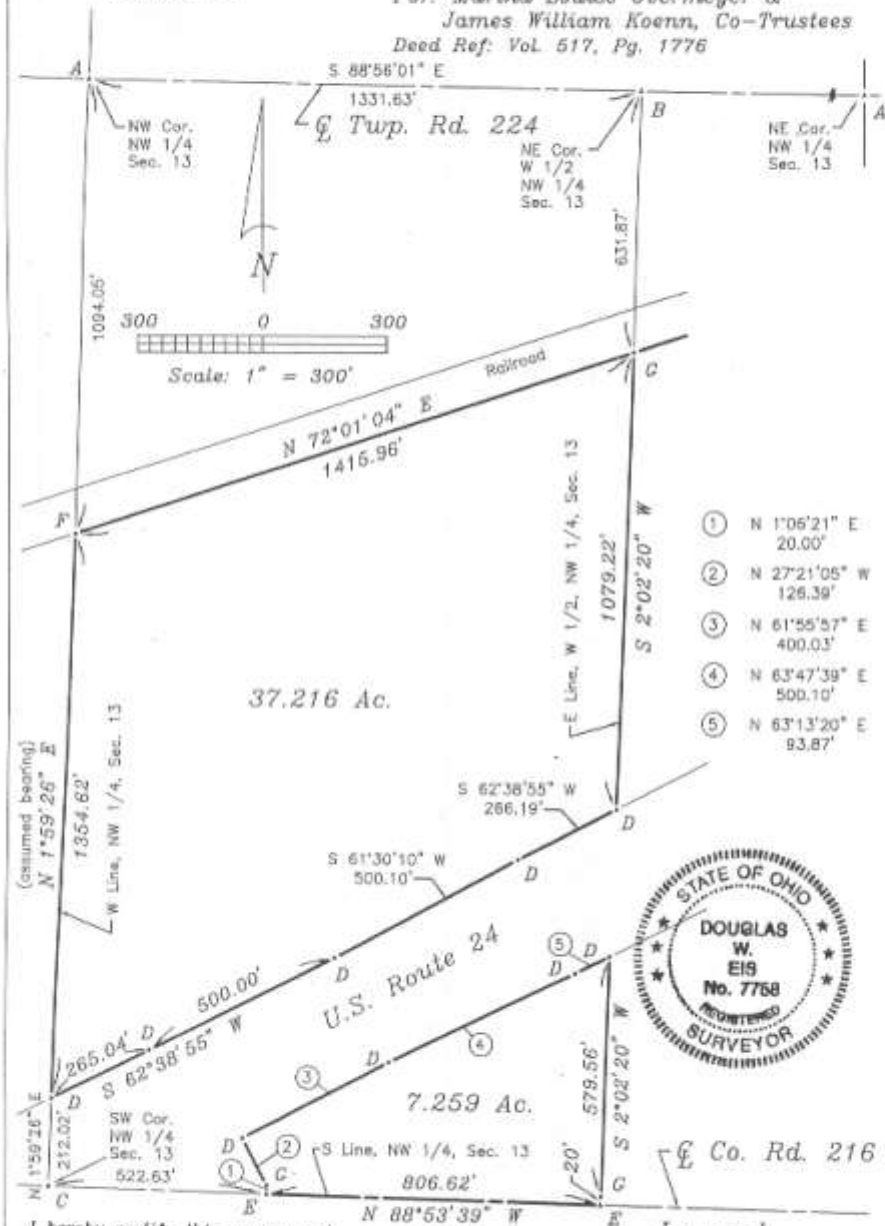 James William Koenn, Co-Trustees
Deed Ref: Vol. 517, Pg. 1776
A
S 88°56'01" E
1331.63'
℄ Twp. Rd. 224
B
A
NW Cor.
NW 1/4
Sec. 13
NE Cor.
W 1/2
NW 1/4
Sec. 13
NE Cor.
NW 1/4
Sec. 13
N
1094.05'
631.87'
300 0 300
Scale: 1" = 300'
Railroad
G
N 72°01'04" E
1415.96'
F
E Line, W 1/2, NW 1/4, Sec. 13
1079.22'
S 2°02'20" W
1 N 1°06'21" E
20.00'
2 N 27°21'05" W
126.39'
3 N 61°55'57" E
400.03'
4 N 63°47'39" E
500.10'
5 N 63°13'20" E
93.87'
37.216 Ac.
(assumed bearing)
N 1°59'26" E
1354.62'
W Line, NW 1/4, Sec. 13
S 62°38'55" W
266.19'
D
S 61°30'10" W
500.10'
D
D
U.S. Route 24
500.00'
D
265.04'
S 62°38'55" W
D
STATE OF OHIO
DOUGLAS
W.
EIS
No. 7758
REGISTERED
SURVEYOR
5
D
D
4
D
3
7.259 Ac.
579.56'
S 2°02'20" W
D
2
N 1°59'26" E
212.02'
SW Cor.
NW 1/4
Sec. 13
522.63'
C
1
G
E
S Line, NW 1/4, Sec. 13
806.62'
20'
G
℄ Co. Rd. 216
N 88°53'39" W
E